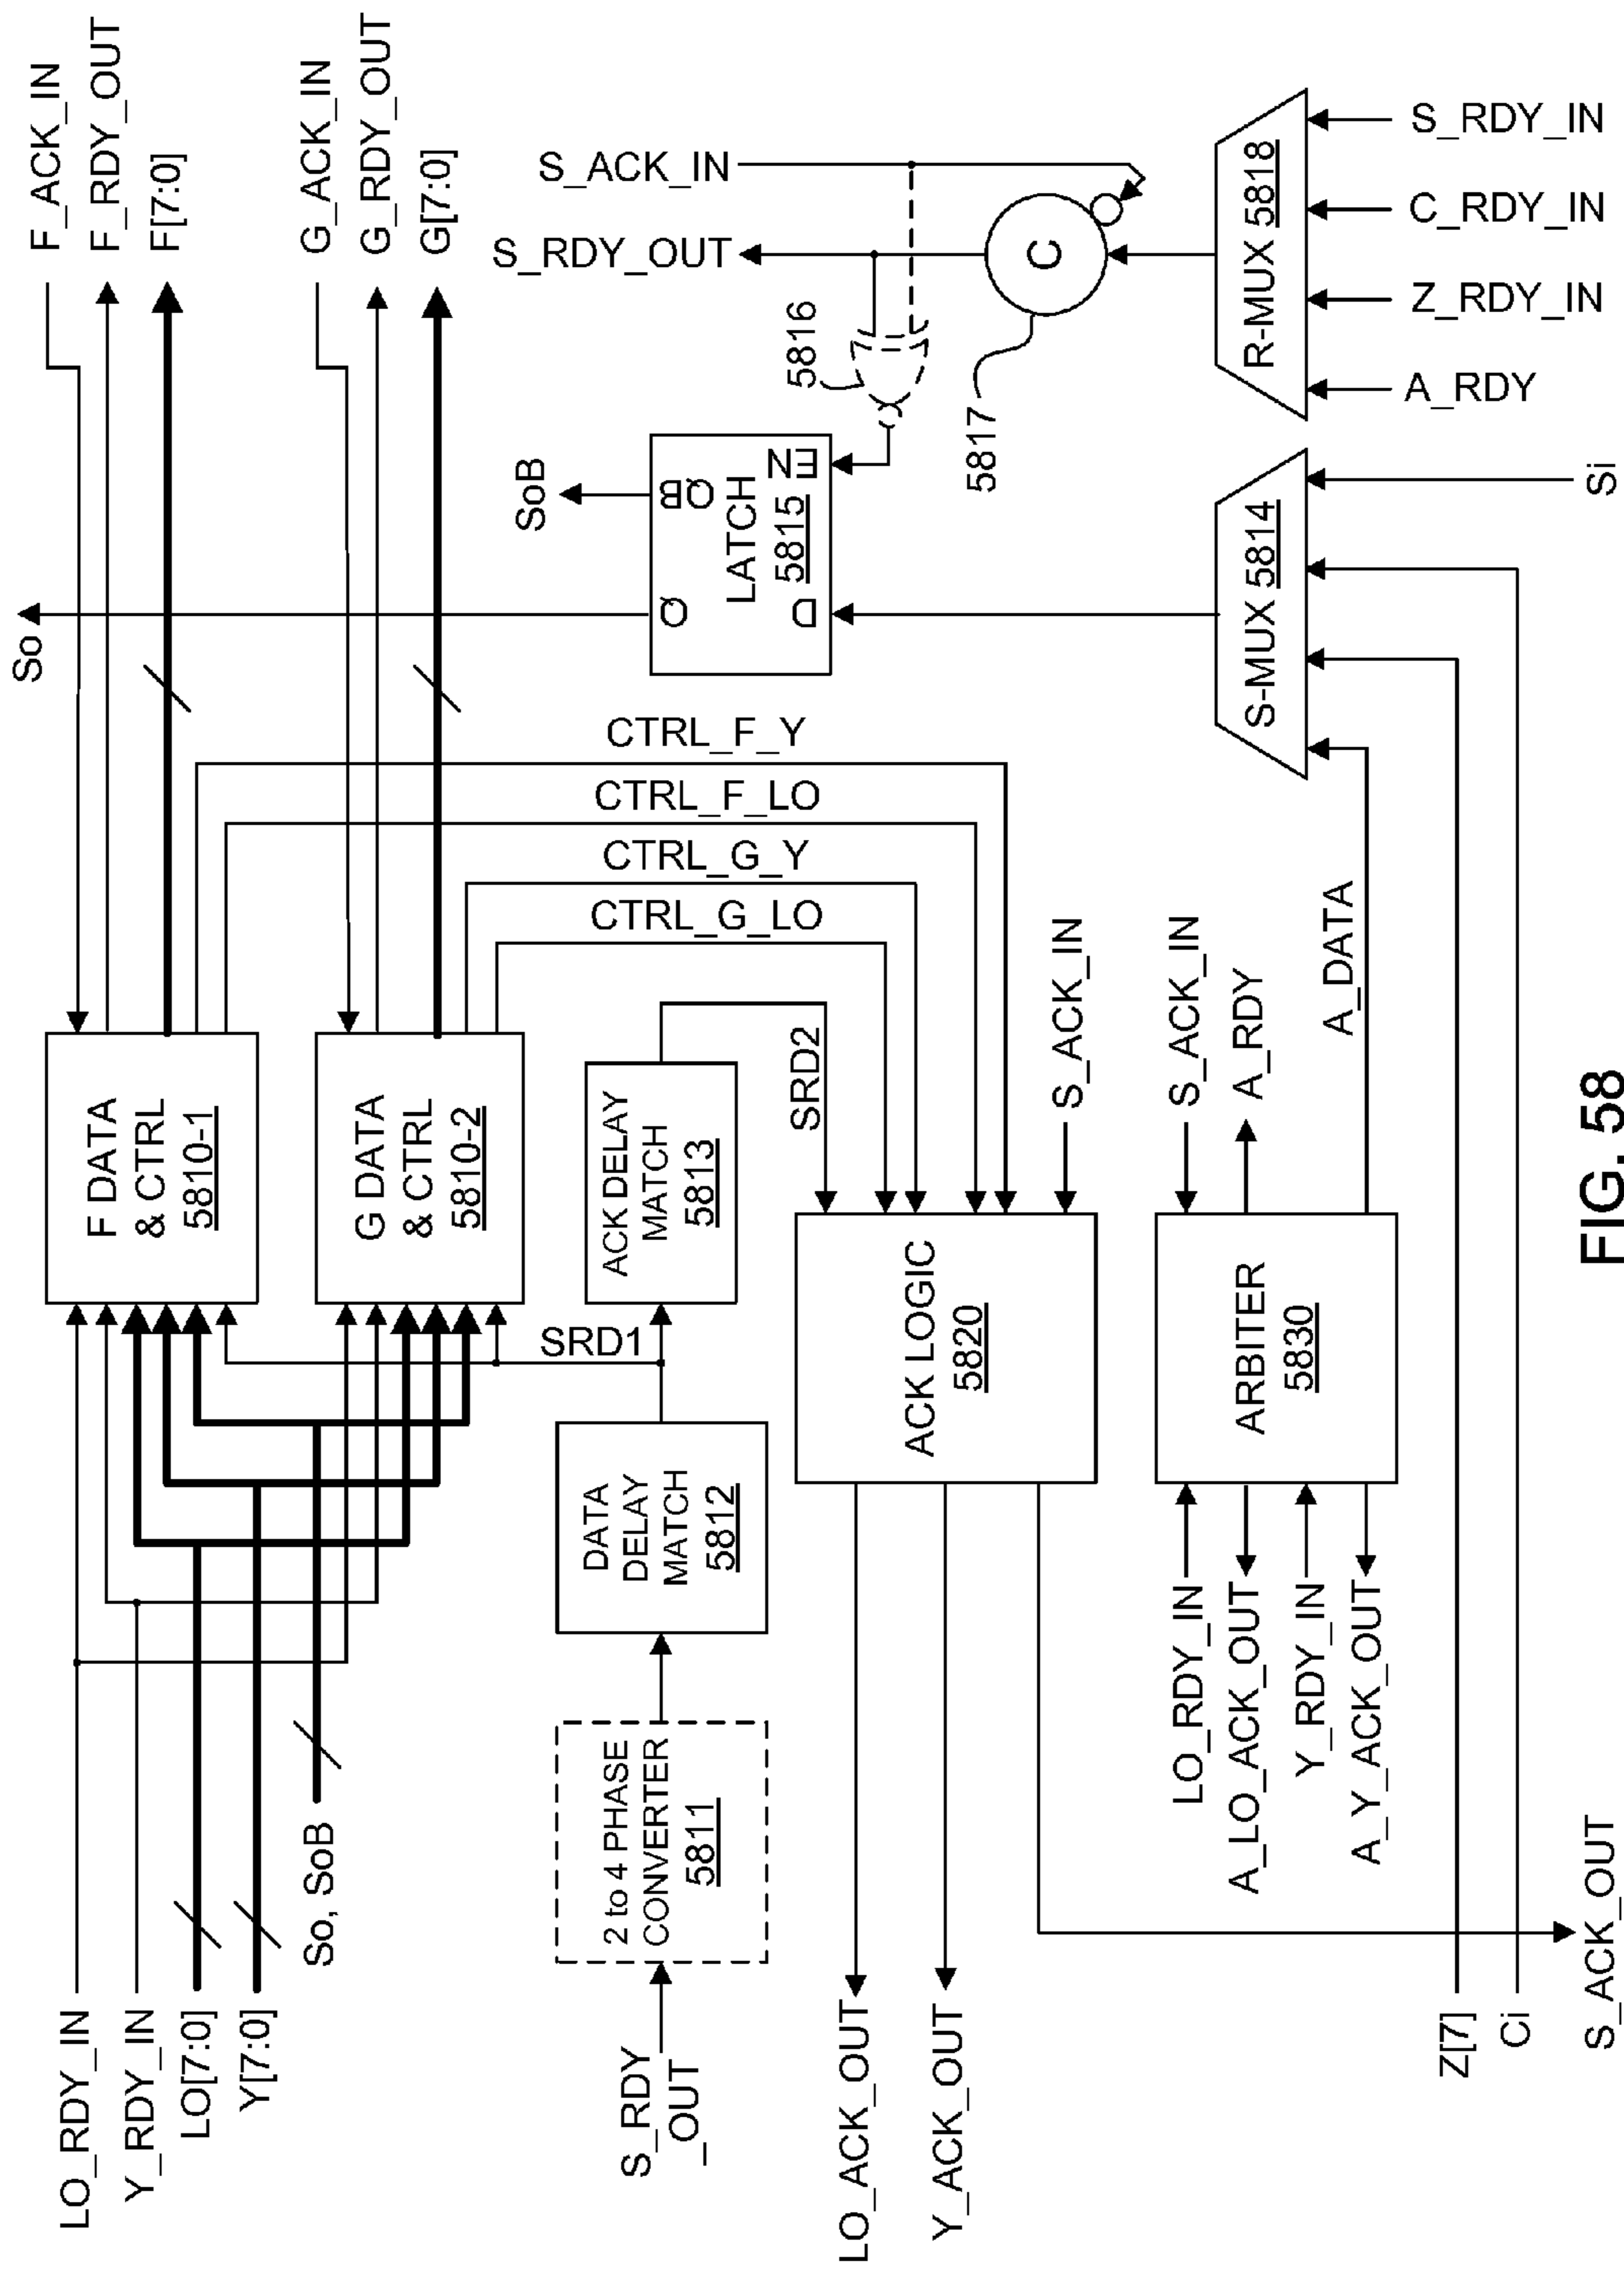 LO_RDY_IN
Y_RDY_IN
LO[7:0]
Y[7:0]
So, SoB
F DATA
& CTRL
5810-1
F_ACK_IN
F_RDY_OUT
F[7:0]
G DATA
& CTRL
5810-2
G_ACK_IN
G_RDY_OUT
G[7:0]
S_RDY
_OUT
2 to 4 PHASE
CONVERTER
5811
DATA
DELAY
MATCH
5812
SRD1
ACK DELAY
MATCH
5813
SRD2
CTRL_F_Y
CTRL_F_LO
CTRL_G_Y
CTRL_G_LO
LO_ACK_OUT
Y_ACK_OUT
ACK LOGIC
5820
S_ACK_IN
LO_RDY_IN
A_LO_ACK_OUT
Y_RDY_IN
A_Y_ACK_OUT
ARBITER
5830
S_ACK_IN
A_RDY
A_DATA
Z[7]
Ci
S_ACK_OUT
So
SoB
Q
QB
LATCH
5815
D
EN
S-MUX 5814
Si
5816
5817
S_ACK_IN
S_RDY_OUT
C
R-MUX 5818
A_RDY
Z_RDY_IN
C_RDY_IN
S_RDY_IN
FIG. 58